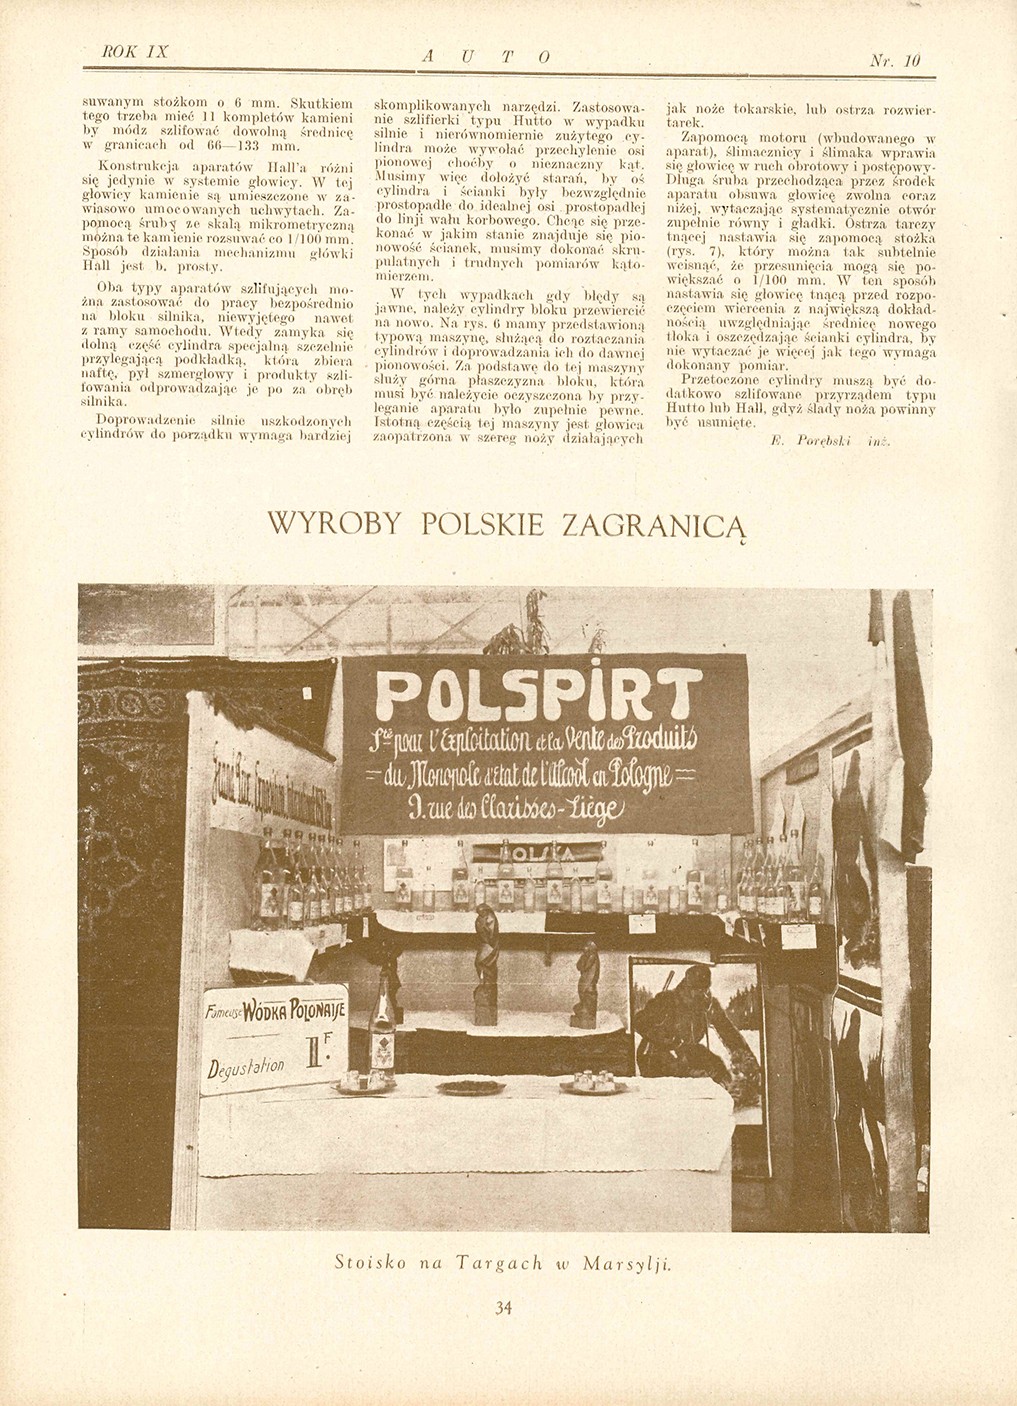 ROK IX
AUTO
Nr. 10
suwanym stożkom o 6 mm. Skutkiem
tego trzeba mieć 11 kompletów kamieni
by módz szlifować dowolną średnicę
w granicach od 66—133 mm.
Konstrukcja aparatów Hall'a różni
się jedynie w systemie głowicy. W tej
głowicy kamienie są umieszczone w za-
wiasowo umocowanych uchwytach. Za-
pomocą śruby ze skalą mikrometryczną
można te kamienie rozsuwać co 1/100 mm.
Sposób działania mechanizmu główki
Hall jest b. prosty.
Oba typy aparatów szlifujących mo-
żna zastosować do pracy bezpośrednio
na bloku silnika, niewyjętego nawet
z ramy samochodu. Wtedy zamyka się
dolną część cylindra specjalną szczelnie
przylegającą podkładką, która zbiera
naftę, pył szmerglowy i produkty szli-
fowania odprowadzając je po za obręb
silnika.
Doprowadzenie silnie uszkodzonych
cylindrów do porządku wymaga bardziej
skomplikowanych narzędzi. Zastosowa-
nie szlifierki typu Hutto w wypadku
silnie i nierównomiernie zużytego cy-
lindra może wywołać przechylenie osi
pionowej choćby o nieznaczny kąt.
Musimy więc dołożyć starań, by oś
cylindra i ścianki były bezwzględnie
prostopadłe do idealnej osi prostopadłej
do linji wału korbowego. Chcąc się prze-
konać w jakim stanie znajduje się pio-
nowość ścianek, musimy dokonać skru-
pulatnych i trudnych pomiarów kąto-
mierzem.
W tych wypadkach gdy błędy są
jawne, należy cylindry bloku przewiercić
na nowo. Na rys. 6 mamy przedstawioną
typową maszynę, służącą do roztaczania
cylindrów i doprowadzania ich do dawnej
pionowości. Za podstawę do tej maszyny
służy górna płaszczyzna bloku, która
musi być należycie oczyszczona by przy-
leganie aparatu było zupełnie pewne.
Istotną częścią tej maszyny jest głowica
zaopatrzona w szereg noży działających
jak noże tokarskie, lub ostrza rozwier-
tarek.
Zapomocą motoru (wbudowanego w
aparat), ślimacznicy i ślimaka wprawia
się głowicę w ruch obrotowy i postępowy-
Długa śruba przechodząca przez środek
aparatu obsuwa głowicę zwolna coraz
niżej, wytaczając systematycznie otwór
zupełnie równy i gładki. Ostrza tarczy
tnącej nastawia się zapomocą stożka
(rys. 7), który można tak subtelnie
wcisnąć, że przesunięcia mogą się po-
większać o 1/100 mm. W ten sposób
nastawia się głowicę tnącą przed rozpo-
częciem wiercenia z największą dokład-
nością uwzględniając średnicę nowego
tłoka i oszczędzając ścianki cylindra, by
nie wytaczać je więcej jak tego wymaga
dokonany pomiar.
Przetoczone cylindry muszą być do-
datkowo szlifowane przyrządem typu
Hutto lub Hall, gdyż ślady noża powinny
być usunięte.
E. Porębski inż.
WYROBY POLSKIE ZAGRANICĄ
POLSPIRT
Sté pour l'Exploitation et la Vente des Produits
du Monopole d'Etat de l'Alcool en Pologne
9. rue des Clarisses-Liége
POLSKA
Fameuse WÓDKA POLONAISE
Degustation 1F.
Stoisko na Targach w Marsylji.
34